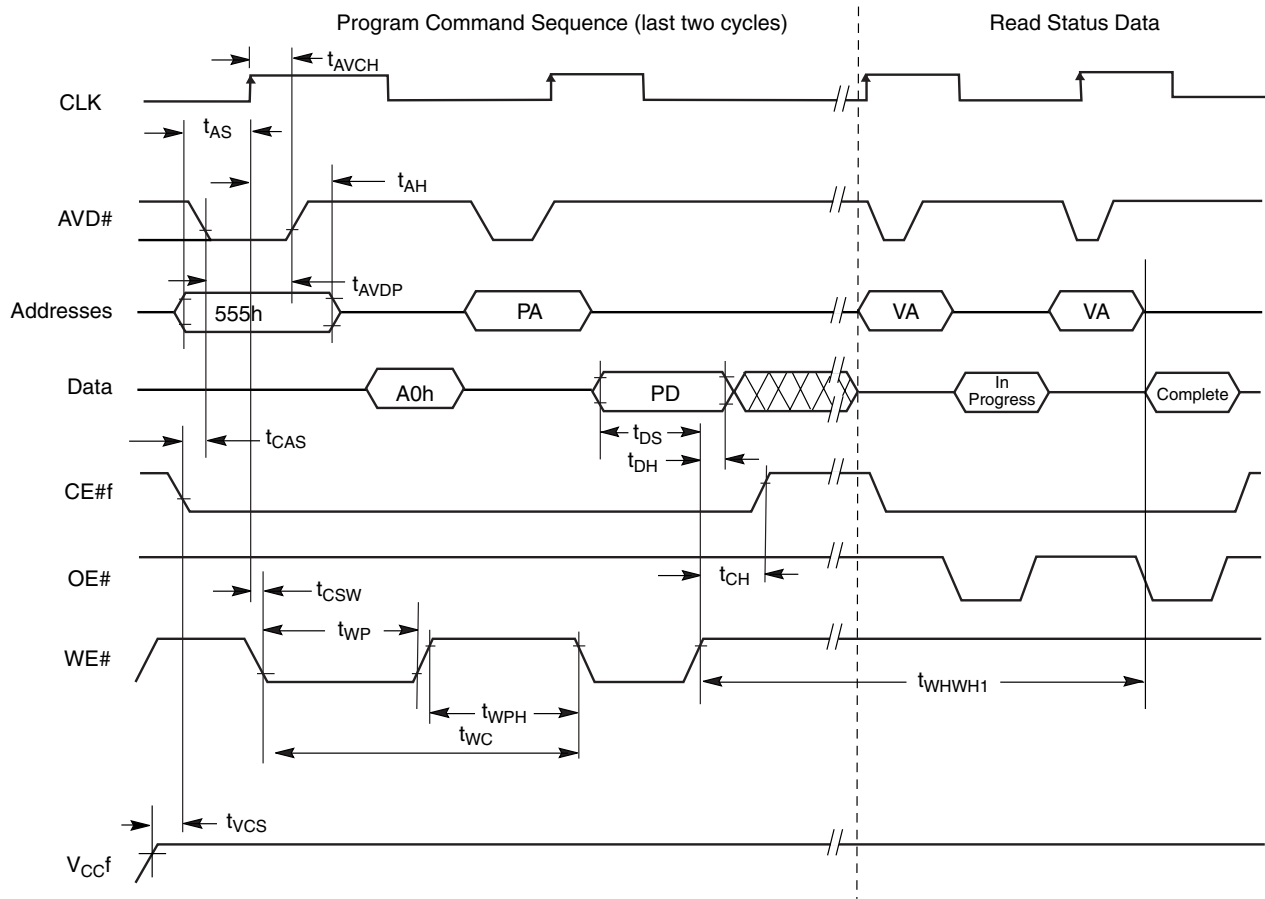 Program Command Sequence (last two cycles)
Read Status Data
tAVCH
CLK
tAS
tAH
AVD#
tAVDP
Addresses
555h
PA
VA
VA
Data
A0h
PD
In
Progress
Complete
tCAS
tDS
tDH
CE#f
OE#
tCH
tCSW
tWP
WE#
tWHWH1
tWPH
tWC
tVCS
VCCf